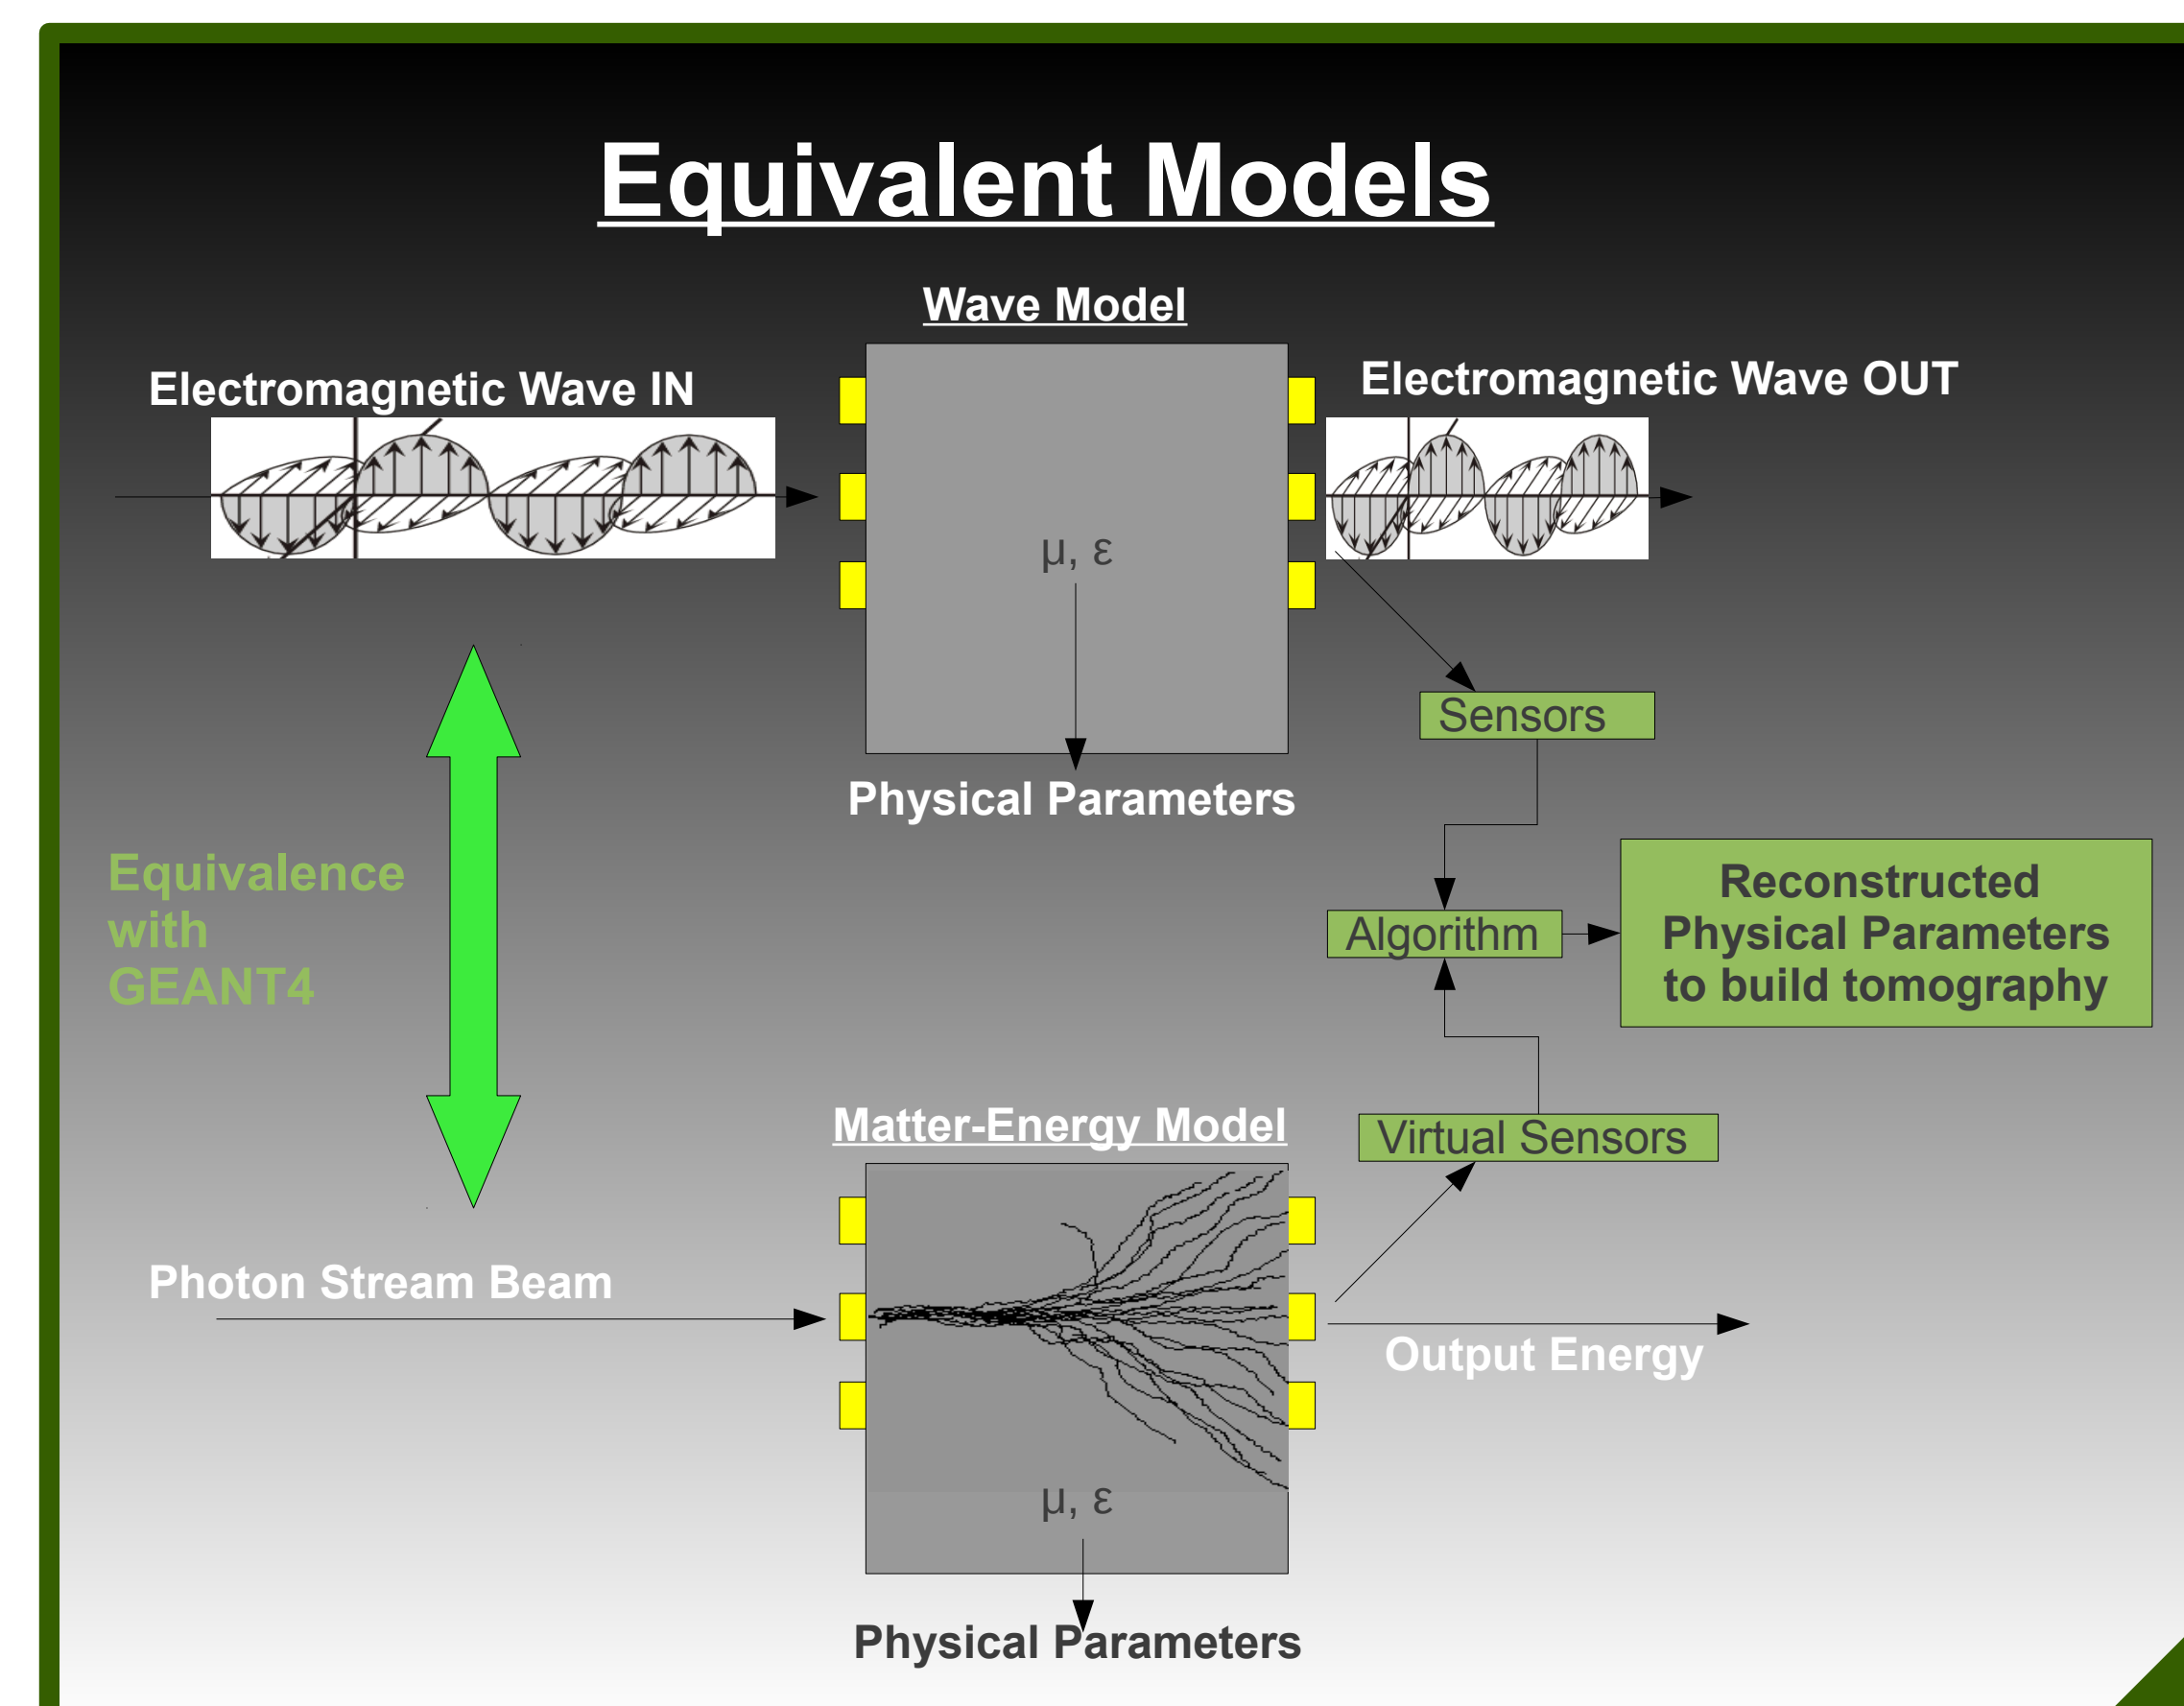 Equivalent Models
Wave Model
Electromagnetic Wave IN
Electromagnetic Wave OUT
μ, ε
Sensors
Physical Parameters
Equivalence
with
GEANT4
Algorithm
Reconstructed
Physical Parameters
to build tomography
Matter-Energy Model
Virtual Sensors
Photon Stream Beam
Output Energy
μ, ε
Physical Parameters